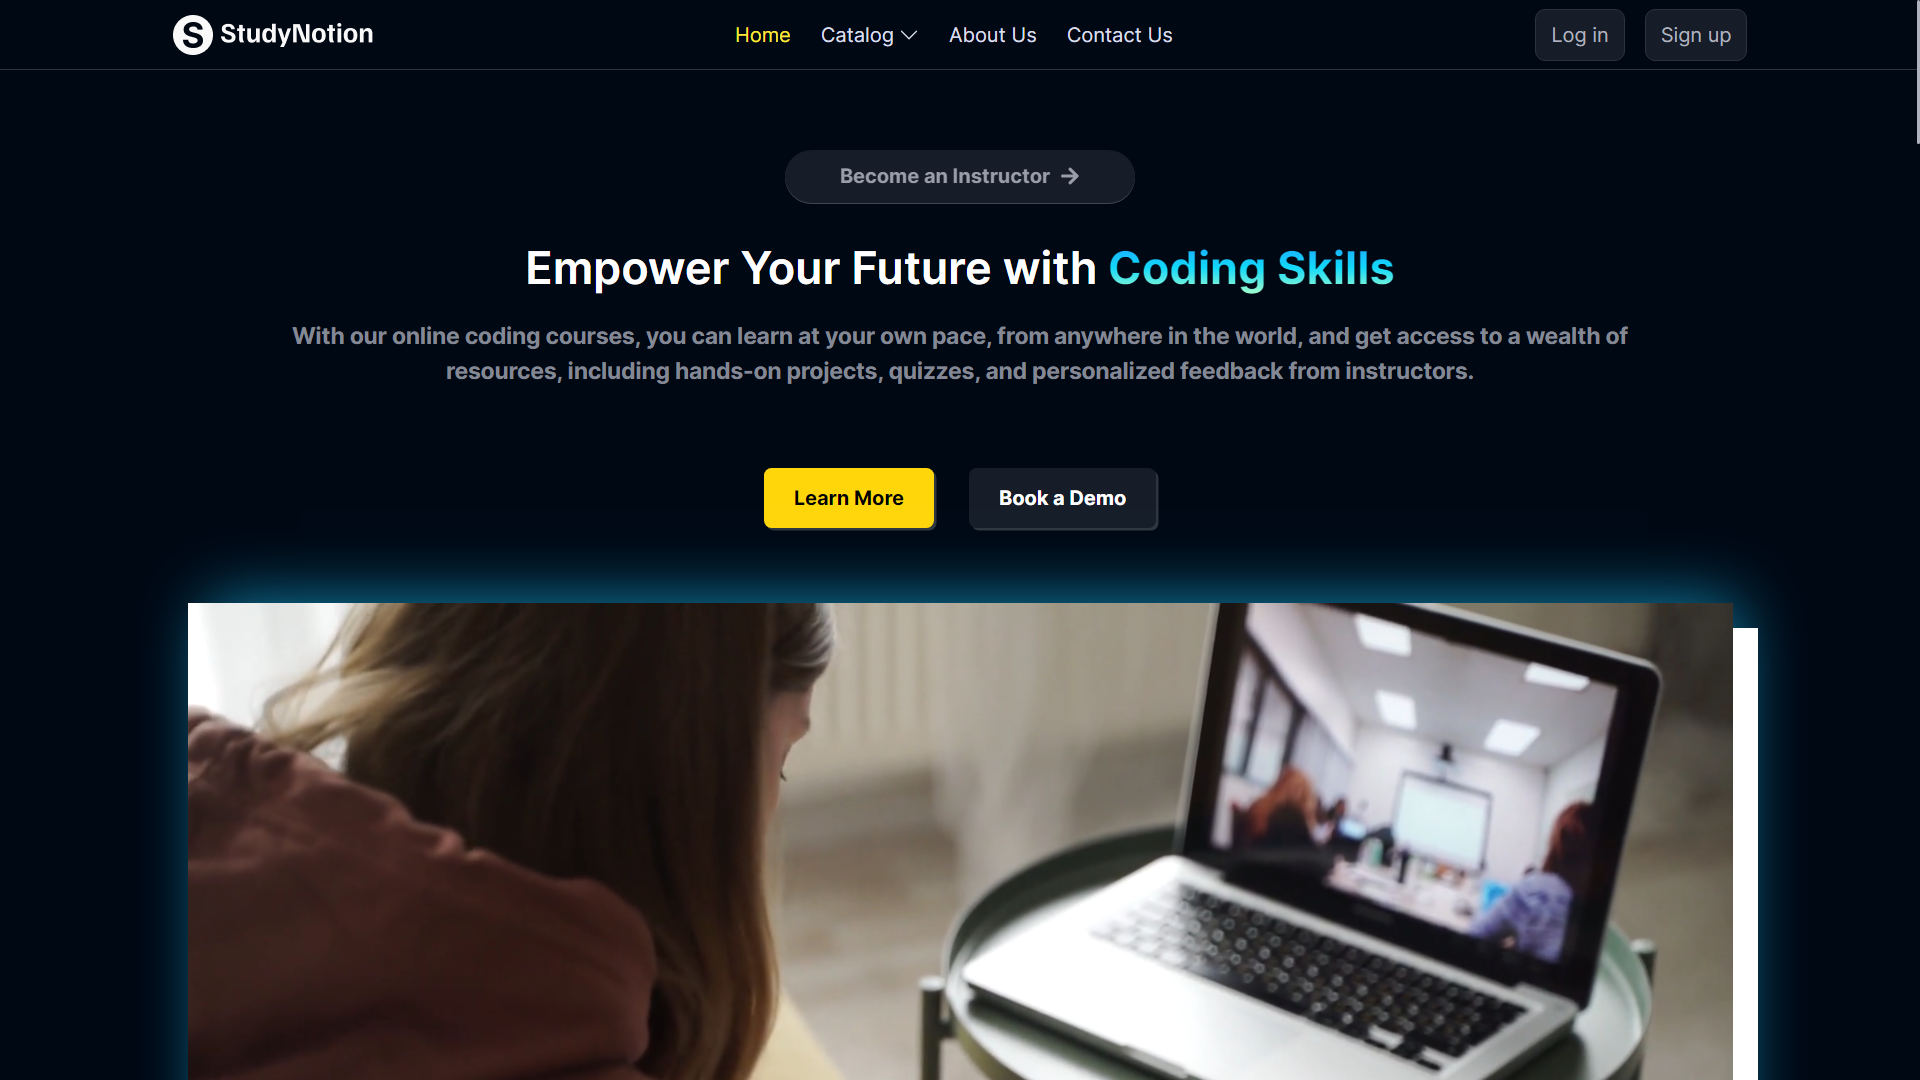 StudyNotion
Home Catalog About Us Contact Us
Log in Sign up
Become an Instructor
Empower Your Future with Coding Skills
With our online coding courses, you can learn at your own pace, from anywhere in the world, and get access to a wealth of
resources, including hands-on projects, quizzes, and personalized feedback from instructors.
Learn More Book a Demo